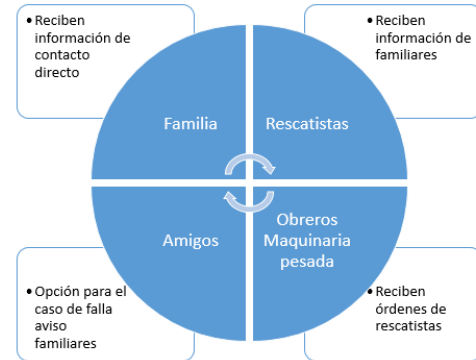 • Reciben
información de
contacto
directo
• Reciben
información de
familiares
Familia
Rescatistas
Amigos
Obreros
Maquinaria
pesada
• Opción para el
caso de falla
aviso
familiares
• Reciben
órdenes de
rescatistas